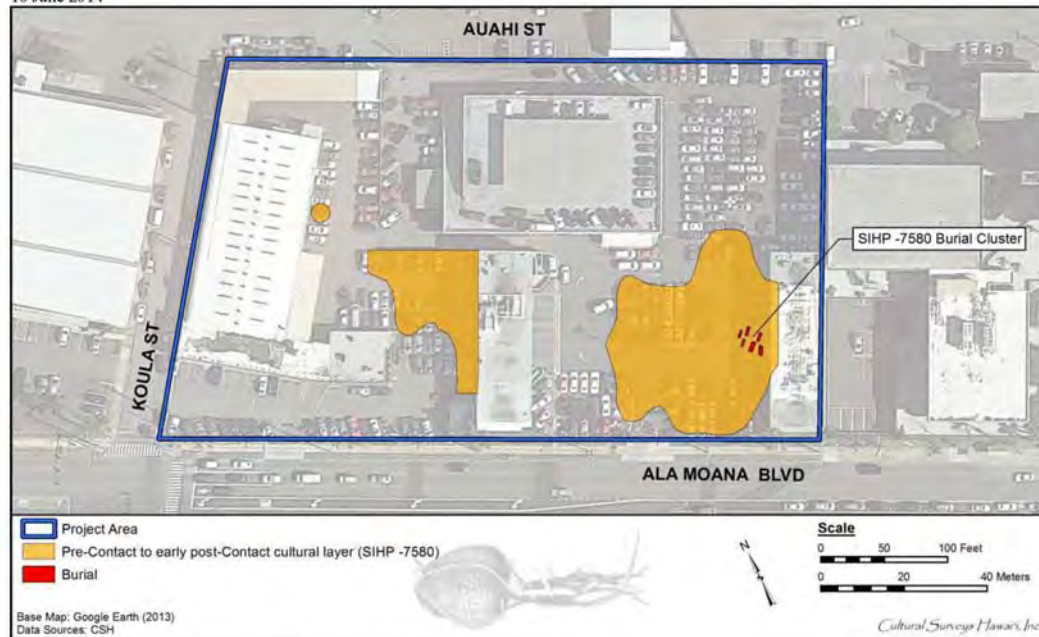 AUAHI ST
SIHP -7580 Burial Cluster
KOULA ST
ALA MOANA BLVD
Project Area
Pre-Contact to early post-Contact cultural layer (SIHP -7580)
Burial
Base Map: Google Earth (2013)
Data Sources: CSH
N
Scale
0 50 100 Feet
0 20 40 Meters
Cultural Surveys Hawai'i, Inc